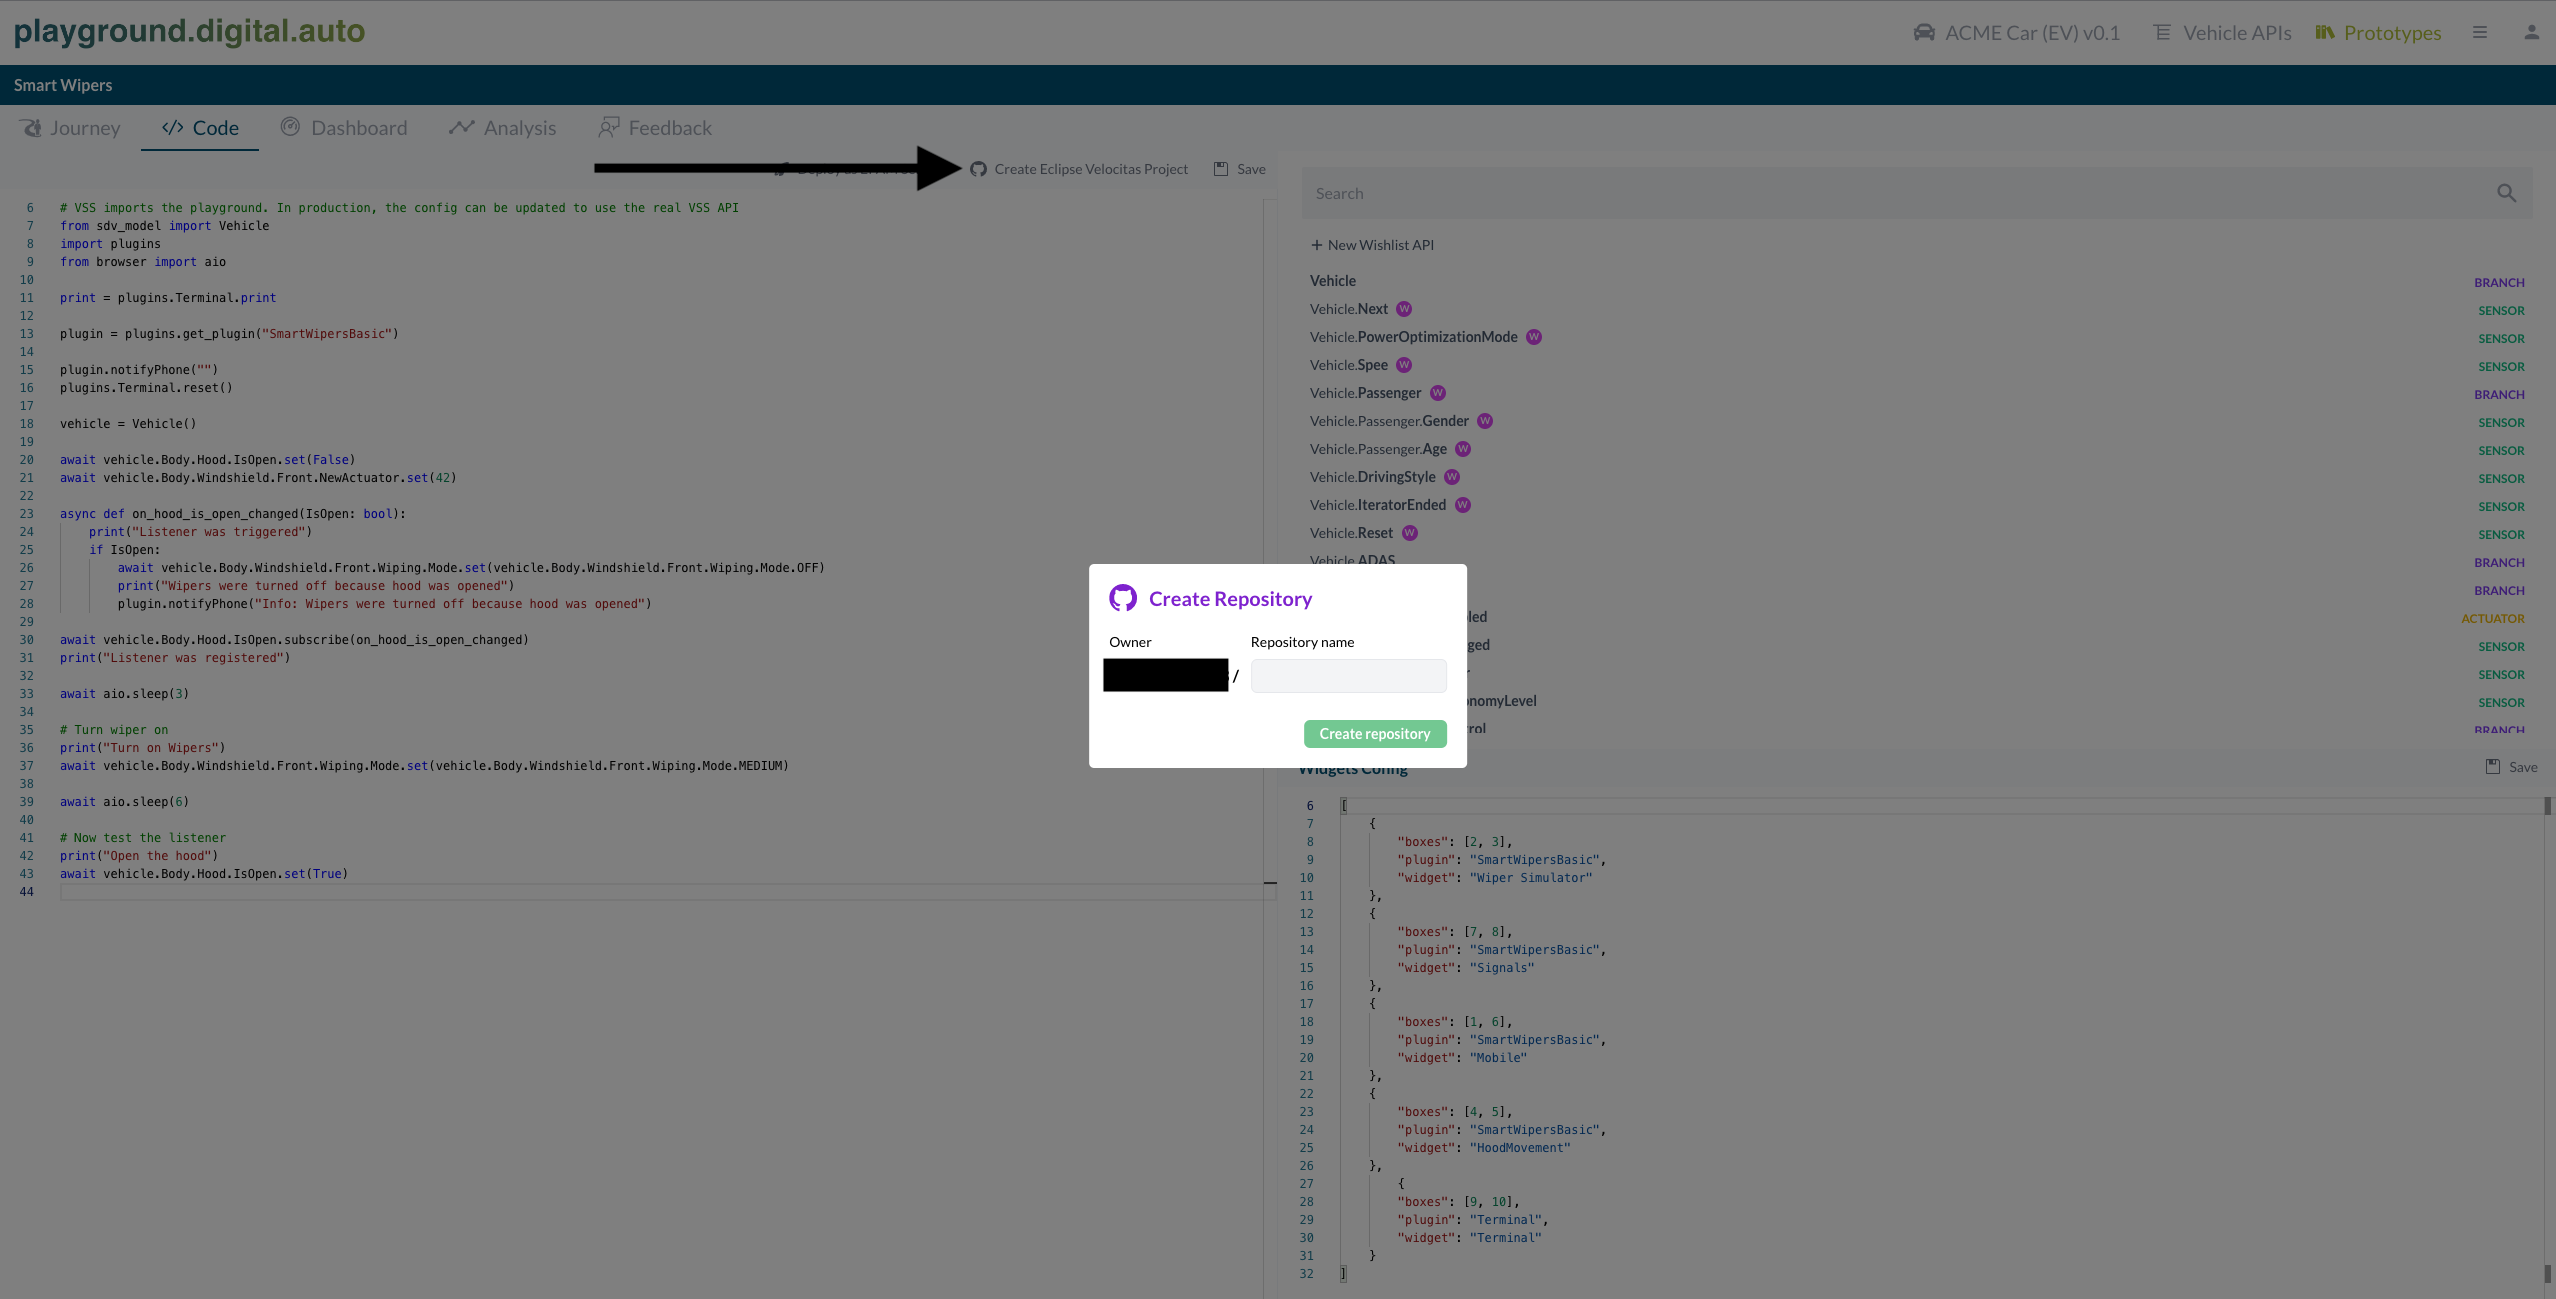 playground.digital.auto
ACME Car (EV) v0.1
Vehicle APIs
Prototypes
Smart Wipers
Journey
</> Code
Dashboard
Analysis
Feedback
Create Eclipse Velocitas Project
Save
6 # VSS imports the playground. In production, the config can be updated to use the real VSS API
7 from sdv_model import Vehicle
8 import plugins
9 from browser import aio
10
11 print = plugins.Terminal.print
12
13 plugin = plugins.get_plugin("SmartWipersBasic")
14
15 plugin.notifyPhone("")
16 plugins.Terminal.reset()
17
18 vehicle = Vehicle()
19
20 await vehicle.Body.Hood.IsOpen.set(False)
21 await vehicle.Body.Windshield.Front.NewActuator.set(42)
22
23 async def on_hood_is_open_changed(IsOpen: bool):
24 print("Listener was triggered")
25 if IsOpen:
26 await vehicle.Body.Windshield.Front.Wiping.Mode.set(vehicle.Body.Windshield.Front.Wiping.Mode.OFF)
27 print("Wipers were turned off because hood was opened")
28 plugin.notifyPhone("Info: Wipers were turned off because hood was opened")
29
30 await vehicle.Body.Hood.IsOpen.subscribe(on_hood_is_open_changed)
31 print("Listener was registered")
32
33 await aio.sleep(3)
34
35 # Turn wiper on
36 print("Turn on Wipers")
37 await vehicle.Body.Windshield.Front.Wiping.Mode.set(vehicle.Body.Windshield.Front.Wiping.Mode.MEDIUM)
38
39 await aio.sleep(6)
40
41 # Now test the listener
42 print("Open the hood")
43 await vehicle.Body.Hood.IsOpen.set(True)
44
Search
+ New Wishlist API
Vehicle BRANCH
Vehicle.Next W SENSOR
Vehicle.PowerOptimizationMode W SENSOR
Vehicle.Spee W SENSOR
Vehicle.Passenger W BRANCH
Vehicle.Passenger.Gender W SENSOR
Vehicle.Passenger.Age W SENSOR
Vehicle.DrivingStyle W SENSOR
Vehicle.IteratorEnded W SENSOR
Vehicle.Reset W SENSOR
Vehicle.ADAS BRANCH
BRANCH
bled ACTUATOR
ged SENSOR
SENSOR
onomyLevel SENSOR
rol BRANCH
Create Repository
Owner
Repository name
/
Create repository
Widgets Config
Save
6 [
7 {
8 "boxes": [2, 3],
9 "plugin": "SmartWipersBasic",
10 "widget": "Wiper Simulator"
11 },
12 {
13 "boxes": [7, 8],
14 "plugin": "SmartWipersBasic",
15 "widget": "Signals"
16 },
17 {
18 "boxes": [1, 6],
19 "plugin": "SmartWipersBasic",
20 "widget": "Mobile"
21 },
22 {
23 "boxes": [4, 5],
24 "plugin": "SmartWipersBasic",
25 "widget": "HoodMovement"
26 },
27 {
28 "boxes": [9, 10],
29 "plugin": "Terminal",
30 "widget": "Terminal"
31 }
32 ]